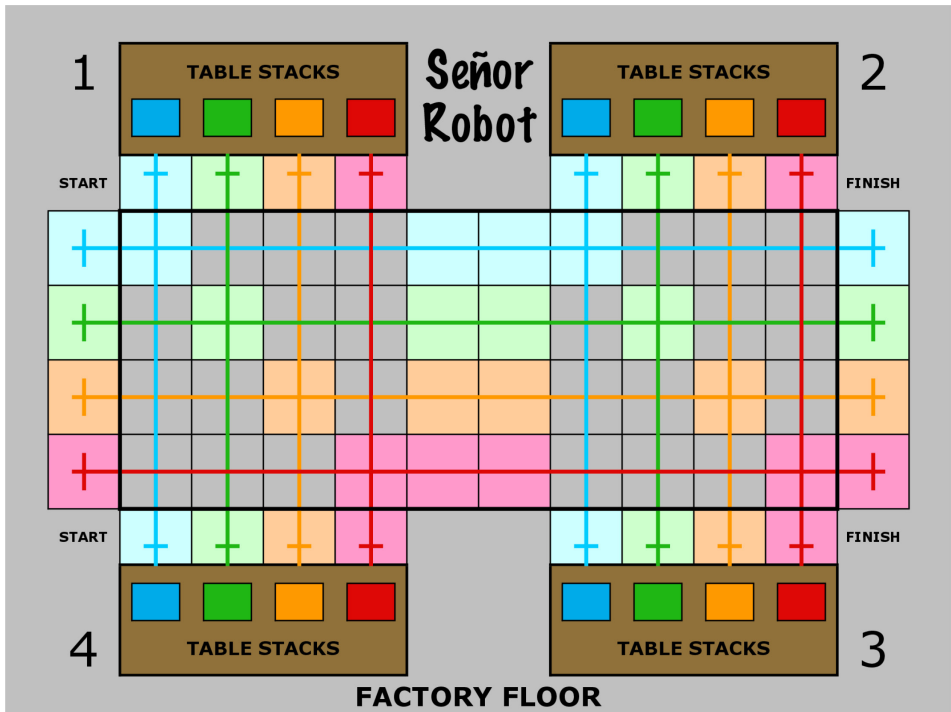 1
TABLE STACKS
Señor
Robot
TABLE STACKS
2
START
FINISH
START
FINISH
4
TABLE STACKS
TABLE STACKS
3
FACTORY FLOOR